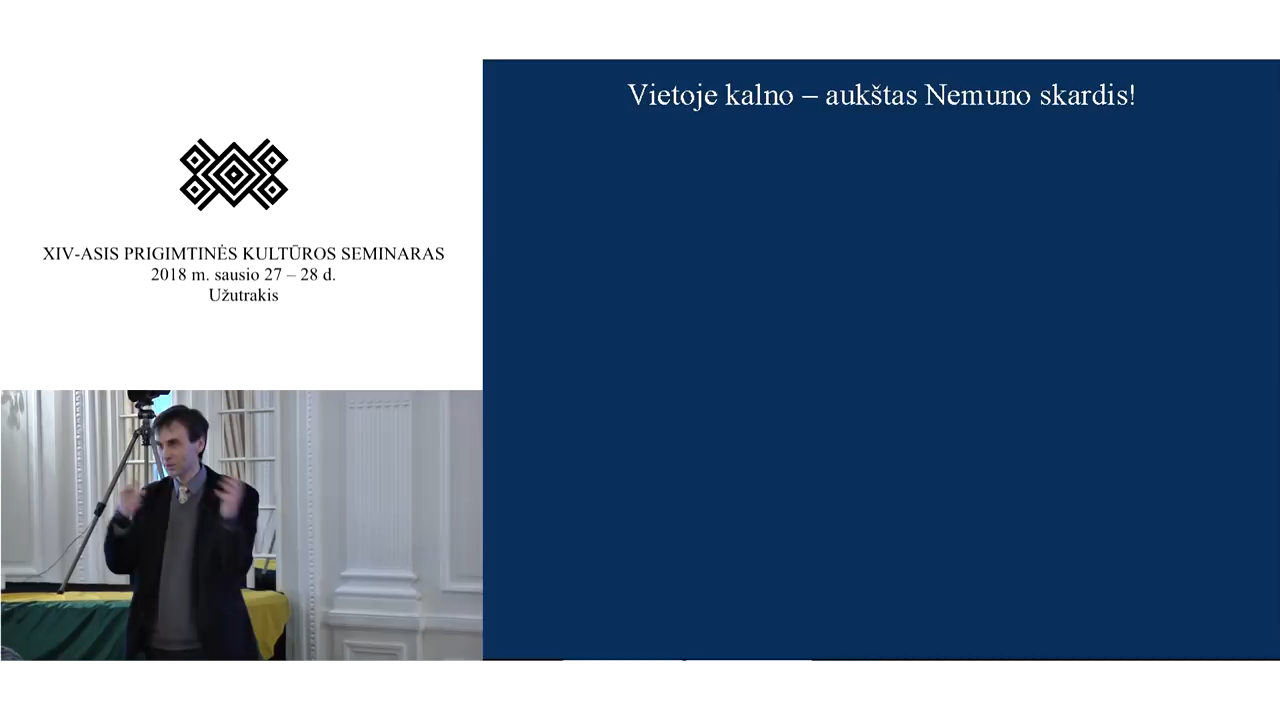 Vietoje kalno – aukštas Nemuno skardis!
XIV-ASIS PRIGIMTINĖS KULTŪROS SEMINARAS
2018 m. sausio 27 – 28 d.
Užutrakis